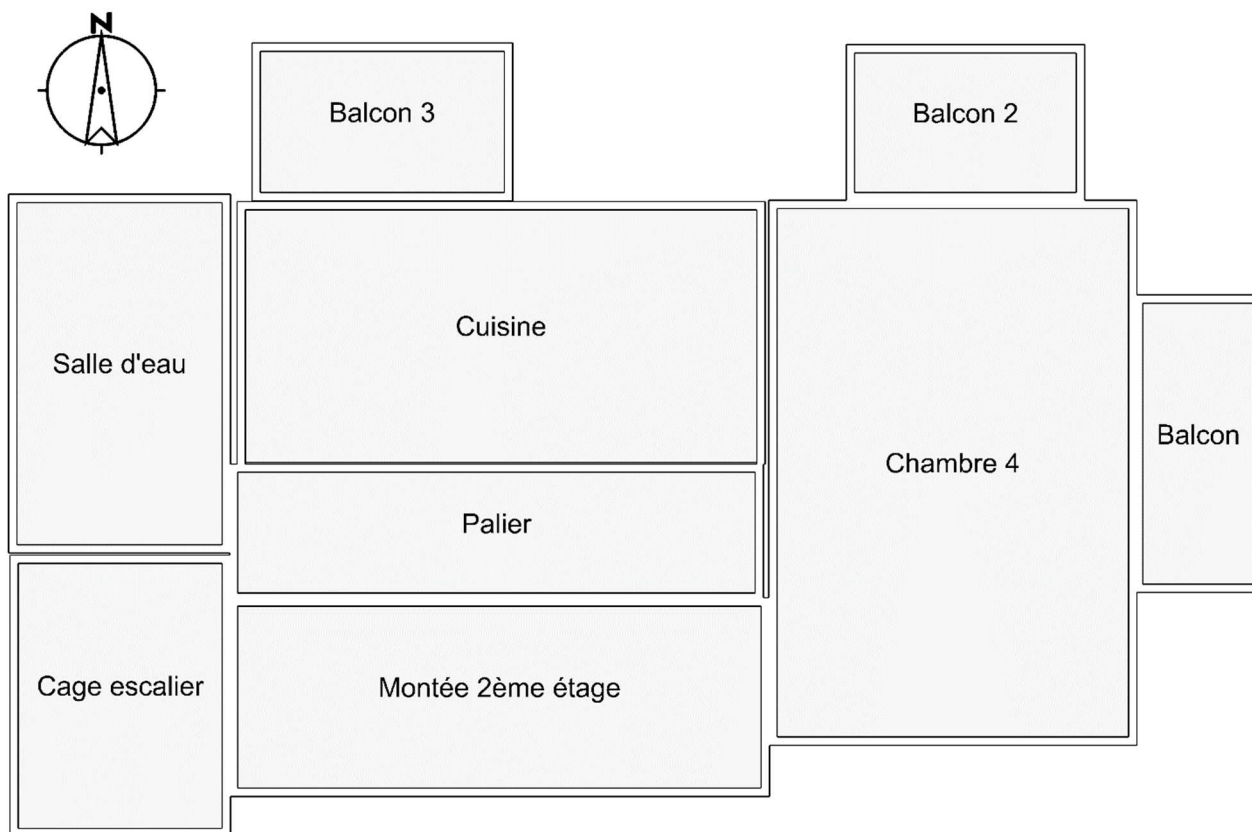 N
Balcon 3
Balcon 2
Cuisine
Salle d'eau
Balcon
Chambre 4
Palier
Cage escalier
Montée 2ème étage